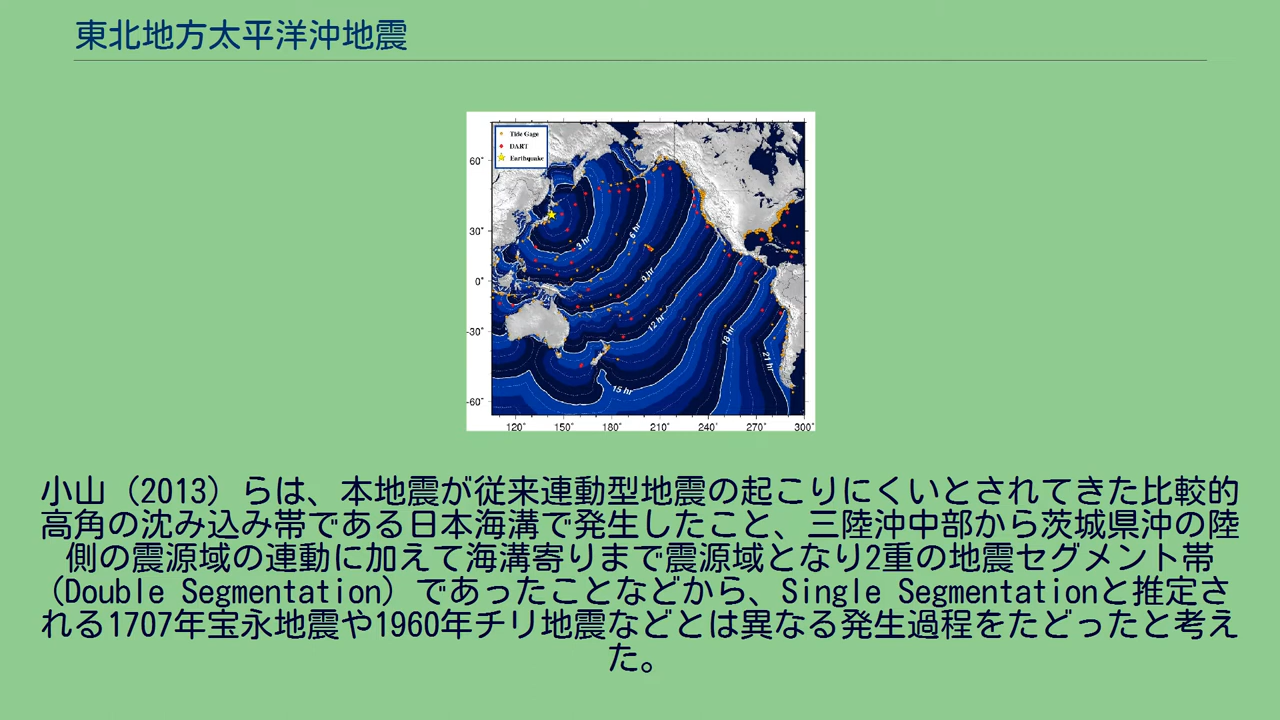 東北地方太平洋沖地震
Tide Gage
DART
Earthquake
60°
30°
0°
-30°
-60°
3 hr
6 hr
9 hr
12 hr
15 hr
18 hr
21 hr
120° 150° 180° 210° 240° 270° 300°
小山（2013）らは、本地震が従来連動型地震の起こりにくいとされてきた比較的
高角の沈み込み帯である日本海溝で発生したこと、三陸沖中部から茨城県沖の陸
側の震源域の連動に加えて海溝寄りまで震源域となり2重の地震セグメント帯
（Double Segmentation）であったことなどから、Single Segmentationと推定さ
れる1707年宝永地震や1960年チリ地震などとは異なる発生過程をたどったと考え
た。